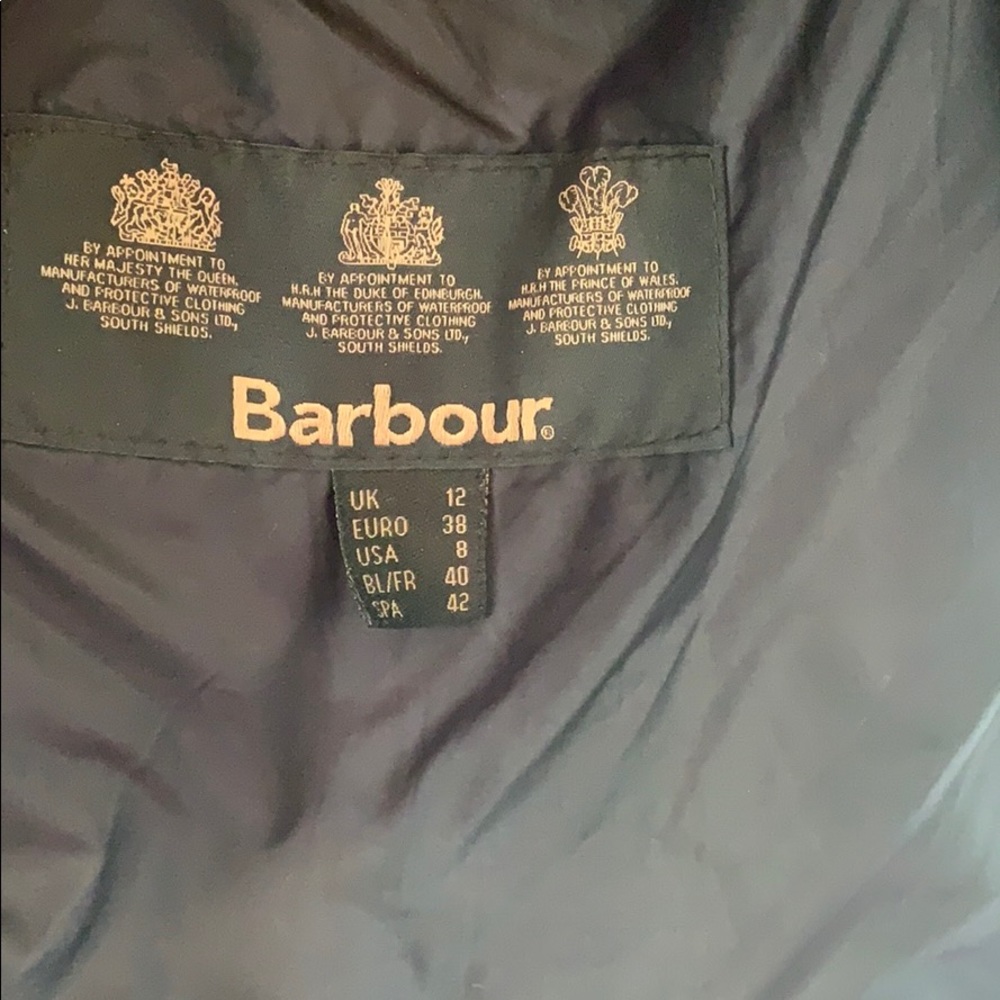 BY APPOINTMENT TO
HER MAJESTY THE QUEEN,
MANUFACTURERS OF WATERPROOF
AND PROTECTIVE CLOTHING
J. BARBOUR & SONS LTD.,
SOUTH SHIELDS.
BY APPOINTMENT TO
H.R.H THE DUKE OF EDINBURGH,
MANUFACTURERS OF WATERPROOF
AND PROTECTIVE CLOTHING
J. BARBOUR & SONS LTD.,
SOUTH SHIELDS.
BY APPOINTMENT TO
H.R.H THE PRINCE OF WALES,
MANUFACTURERS OF WATERPROOF
AND PROTECTIVE CLOTHING
J. BARBOUR & SONS LTD.,
SOUTH SHIELDS.
Barbour®
UK 12
EURO 38
USA 8
BL/FR 40
SPA 42